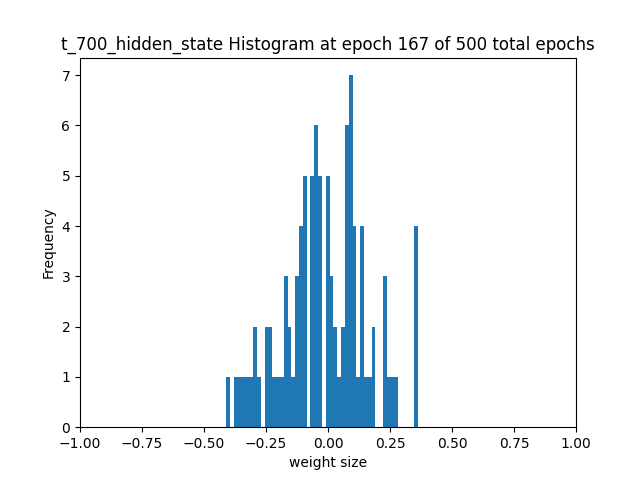 t_700_hidden_state Histogram at epoch 167 of 500 total epochs
Frequency
7
6
5
4
3
2
1
0
−1.00 −0.75 −0.50 −0.25 0.00 0.25 0.50 0.75 1.00
weight size